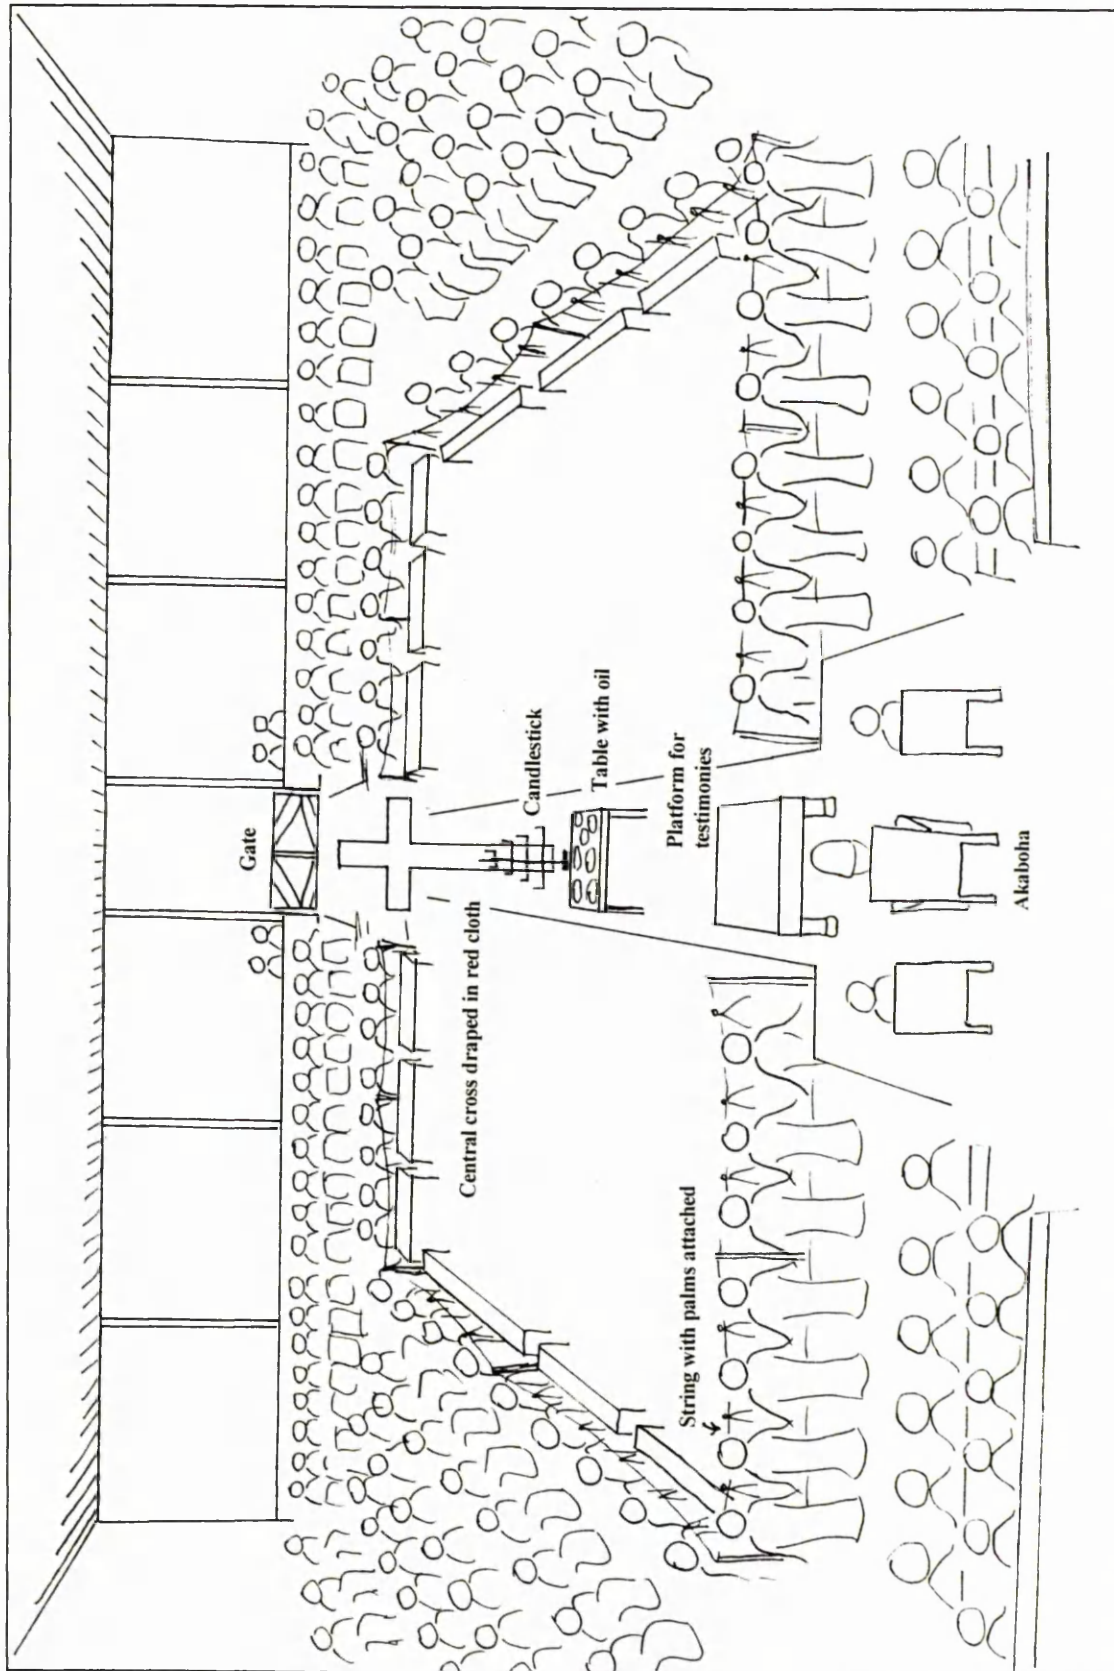 Gate
Central cross draped in red cloth
Candlestick
Table with oil
Platform for
testimonies
String with palms attached
Akaboha